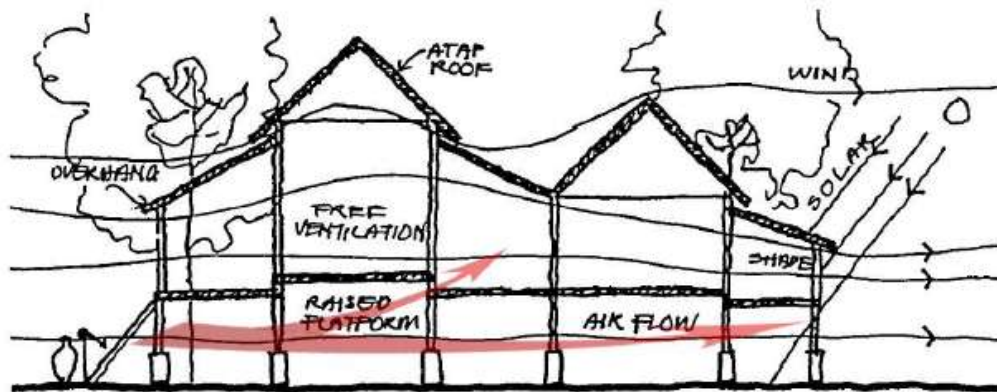 ATAP
ROOF
WIND
OVERHANG
SOLAR
FREE
VENTILATION
SHADE
RAISED
PLATFORM
AIR FLOW